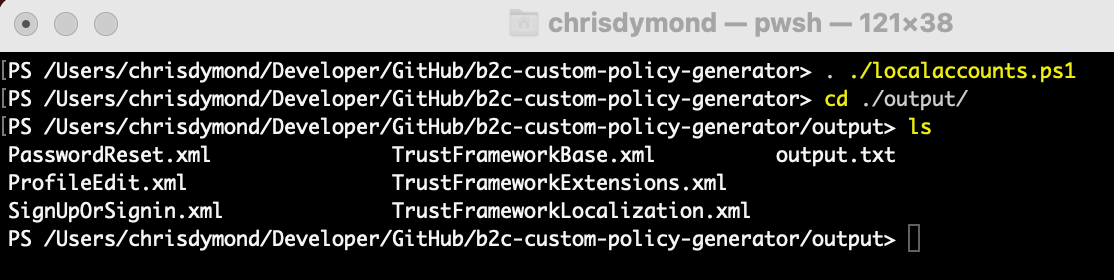 chrisdymond — pwsh — 121×38
[PS /Users/chrisdymond/Developer/GitHub/b2c-custom-policy-generator> . ./localaccounts.ps1
[PS /Users/chrisdymond/Developer/GitHub/b2c-custom-policy-generator> cd ./output/
[PS /Users/chrisdymond/Developer/GitHub/b2c-custom-policy-generator/output> ls
PasswordReset.xml TrustFrameworkBase.xml output.txt
ProfileEdit.xml TrustFrameworkExtensions.xml
SignUpOrSignin.xml TrustFrameworkLocalization.xml
PS /Users/chrisdymond/Developer/GitHub/b2c-custom-policy-generator/output>